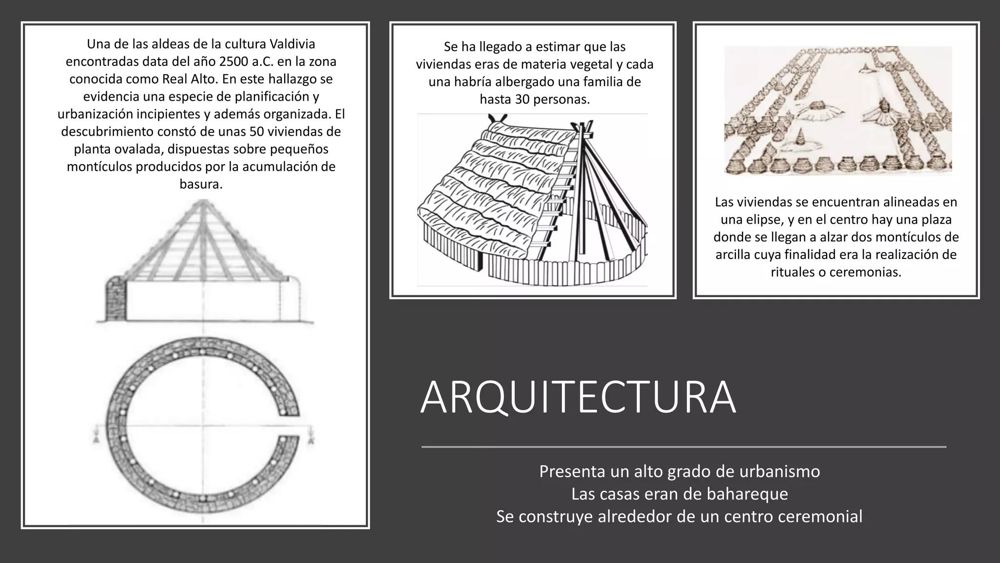 Una de las aldeas de la cultura Valdivia
encontradas data del año 2500 a.C. en la zona
conocida como Real Alto. En este hallazgo se
evidencia una especie de planificación y
urbanización incipientes y además organizada. El
descubrimiento constó de unas 50 viviendas de
planta ovalada, dispuestas sobre pequeños
montículos producidos por la acumulación de
basura.
Se ha llegado a estimar que las
viviendas eras de materia vegetal y cada
una habría albergado una familia de
hasta 30 personas.
Las viviendas se encuentran alineadas en
una elipse, y en el centro hay una plaza
donde se llegan a alzar dos montículos de
arcilla cuya finalidad era la realización de
rituales o ceremonias.
ARQUITECTURA
Presenta un alto grado de urbanismo
Las casas eran de bahareque
Se construye alrededor de un centro ceremonial